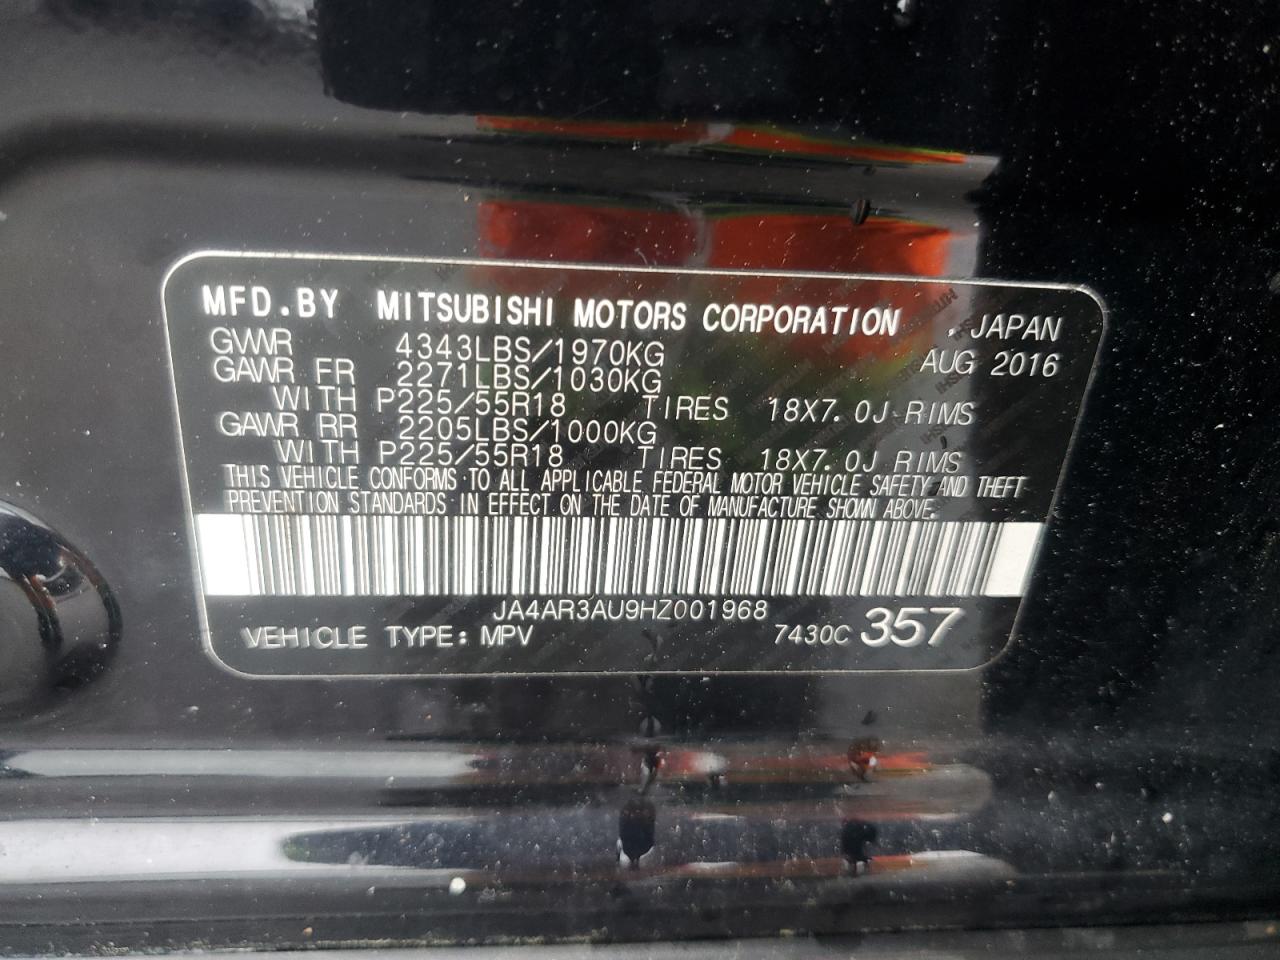 MFD.BY MITSUBISHI MOTORS CORPORATION , JAPAN
GVWR 4343LBS/1970KG AUG 2016
GAWR FR 2271LBS/1030KG
WITH P225/55R18 TIRES 18X7.0J RIMS
GAWR RR 2205LBS/1000KG
WITH P225/55R18 TIRES 18X7.0J RIMS
THIS VEHICLE CONFORMS TO ALL APPLICABLE FEDERAL MOTOR VEHICLE SAFETY AND THEFT
PREVENTION STANDARDS IN EFFECT ON THE DATE OF MANUFACTURE SHOWN ABOVE.
JA4AR3AU9HZ001968
VEHICLE TYPE: MPV 7430C 357